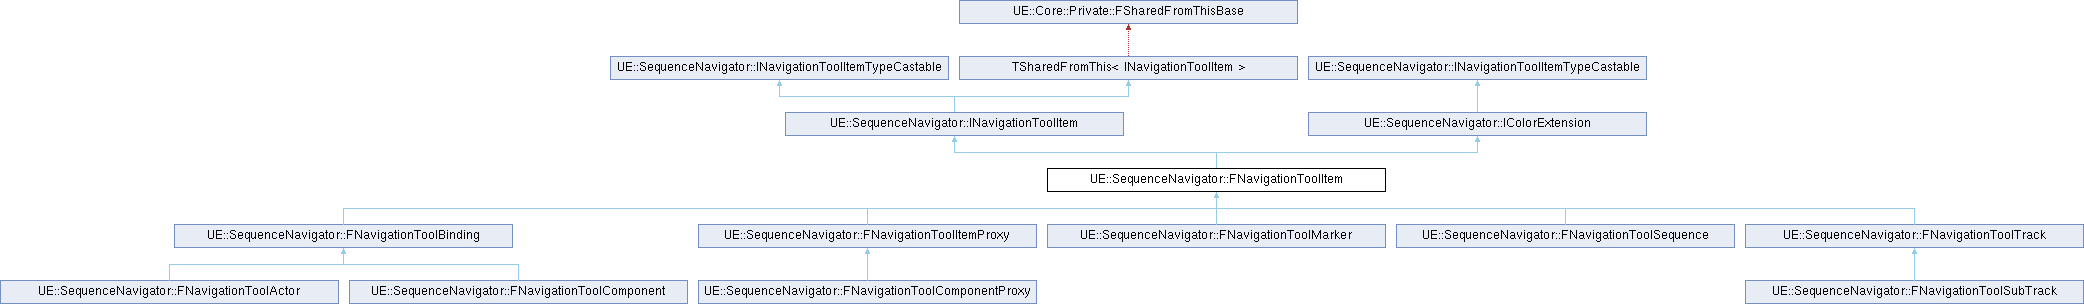 UE::Core::Private::FSharedFromThisBase
UE::SequenceNavigator::INavigationToolItemTypeCastable
TSharedFromThis< INavigationToolItem >
UE::SequenceNavigator::INavigationToolItemTypeCastable
UE::SequenceNavigator::INavigationToolItem
UE::SequenceNavigator::IColorExtension
UE::SequenceNavigator::FNavigationToolItem
UE::SequenceNavigator::FNavigationToolBinding
UE::SequenceNavigator::FNavigationToolItemProxy
UE::SequenceNavigator::FNavigationToolMarker
UE::SequenceNavigator::FNavigationToolSequence
UE::SequenceNavigator::FNavigationToolTrack
UE::SequenceNavigator::FNavigationToolActor
UE::SequenceNavigator::FNavigationToolComponent
UE::SequenceNavigator::FNavigationToolComponentProxy
UE::SequenceNavigator::FNavigationToolSubTrack